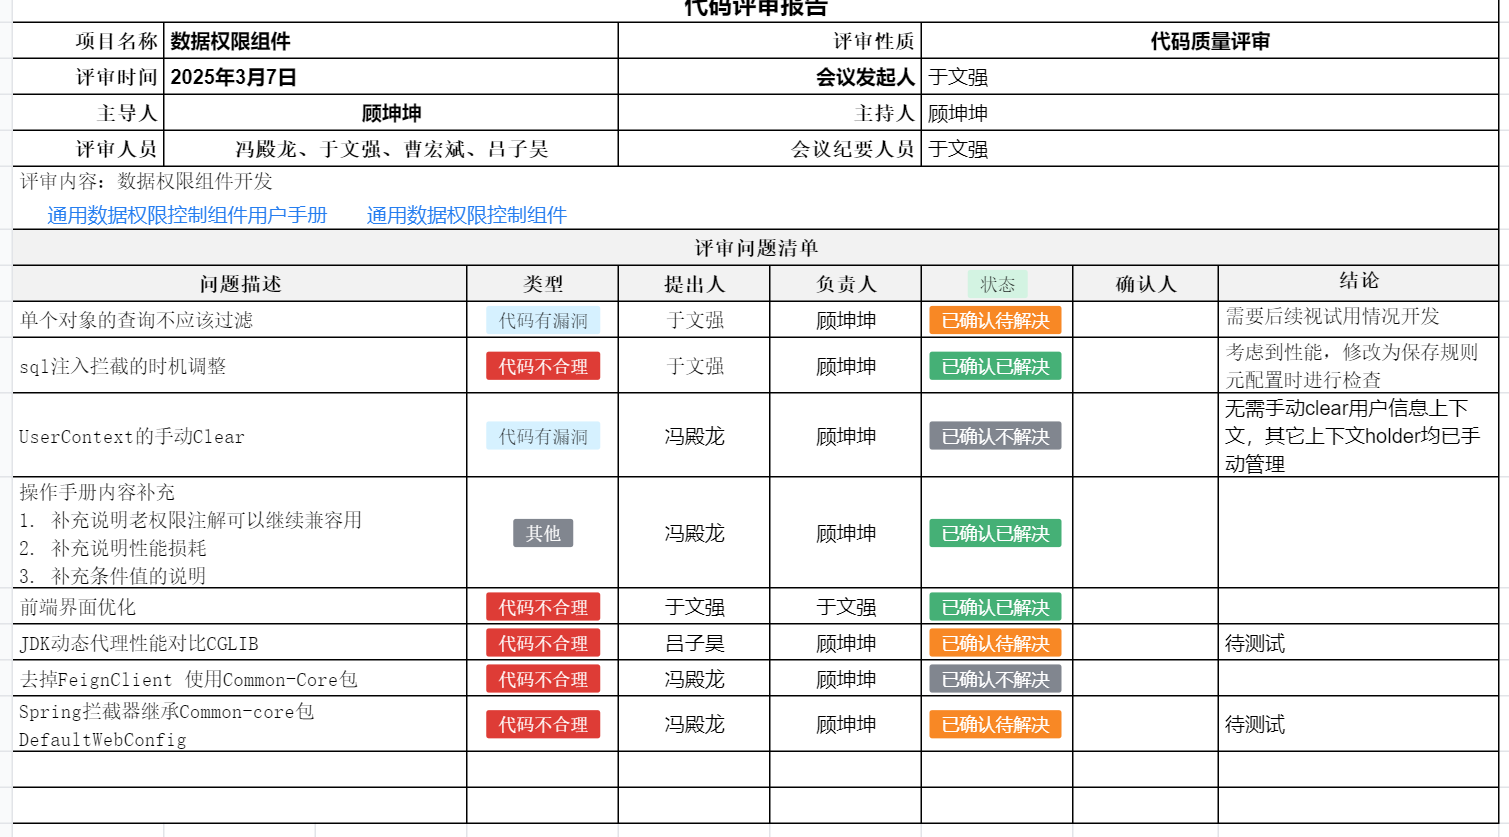 代码评审报告
项目名称 数据权限组件 评审性质 代码质量评审
评审时间 2025年3月7日 会议发起人 于文强
主导人 顾坤坤 主持人 顾坤坤
评审人员 冯殿龙、于文强、曹宏斌、吕子昊 会议纪要人员 于文强
评审内容：数据权限组件开发
通用数据权限控制组件用户手册 通用数据权限控制组件
评审问题清单
问题描述 类型 提出人 负责人 状态 确认人 结论
单个对象的查询不应该过滤 代码有漏洞 于文强 顾坤坤 已确认待解决 需要后续视试用情况开发
sql注入拦截的时机调整 代码不合理 于文强 顾坤坤 已确认已解决 考虑到性能，修改为保存规则
元配置时进行检查
UserContext的手动Clear 代码有漏洞 冯殿龙 顾坤坤 已确认不解决 无需手动clear用户信息上下
文，其它上下文holder均已手
动管理
操作手册内容补充
1. 补充说明老权限注解可以继续兼容用
2. 补充说明性能损耗
3. 补充条件值的说明
其他 冯殿龙 顾坤坤 已确认已解决
前端界面优化 代码不合理 于文强 于文强 已确认已解决
JDK动态代理性能对比CGLIB 代码不合理 吕子昊 顾坤坤 已确认待解决 待测试
去掉FeignClient 使用Common-Core包 代码不合理 冯殿龙 顾坤坤 已确认不解决
Spring拦截器继承Common-core包
DefaultWebConfig
代码不合理 冯殿龙 顾坤坤 已确认待解决 待测试